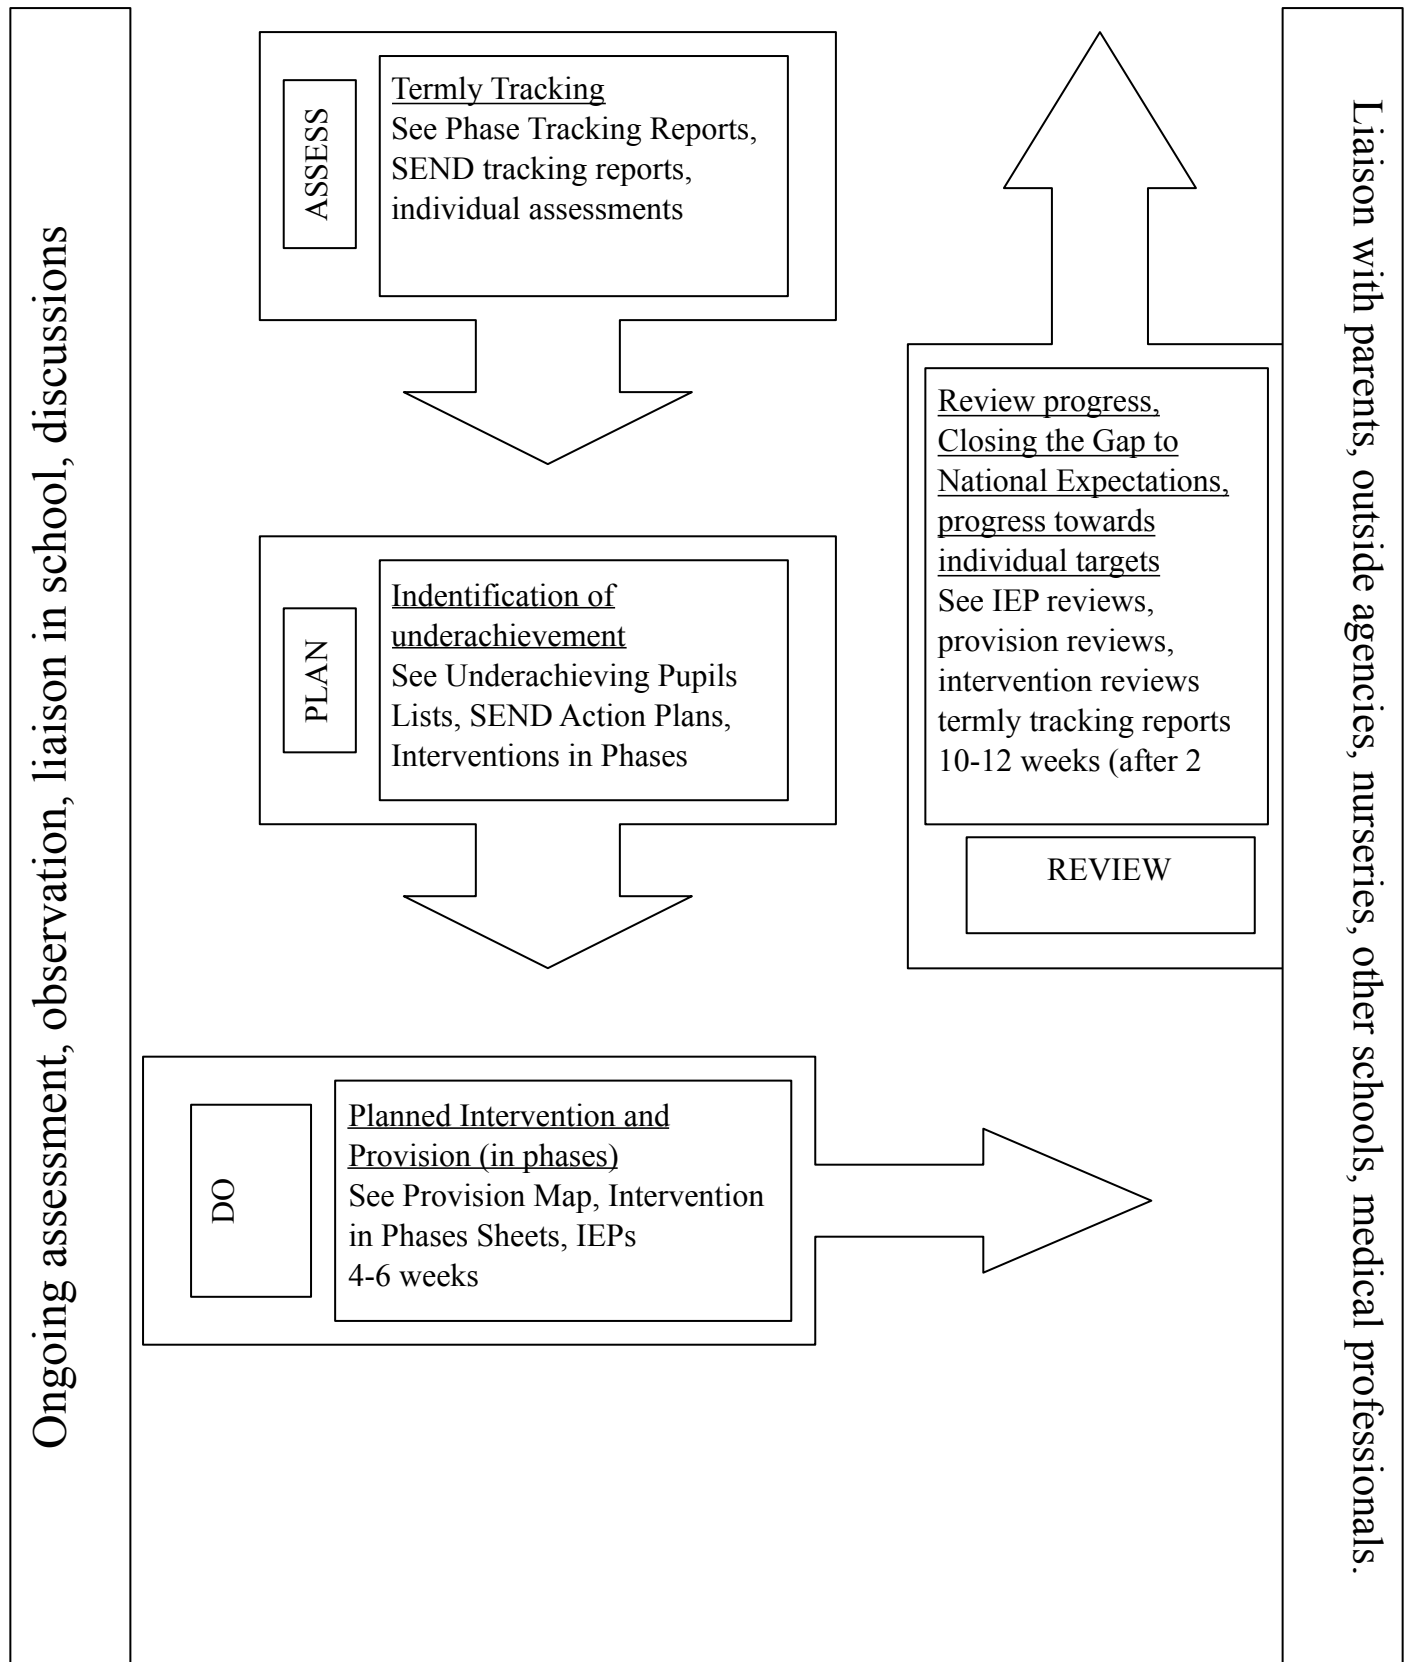 Ongoing assessment, observation, liaison in school, discussions
ASSESS
Termly Tracking
See Phase Tracking Reports,
SEND tracking reports,
individual assessments
PLAN
Indentification of
underachievement
See Underachieving Pupils
Lists, SEND Action Plans,
Interventions in Phases
DO
Planned Intervention and
Provision (in phases)
See Provision Map, Intervention
in Phases Sheets, IEPs
4-6 weeks
Review progress,
Closing the Gap to
National Expectations,
progress towards
individual targets
See IEP reviews,
provision reviews,
intervention reviews
termly tracking reports
10-12 weeks (after 2
REVIEW
Liaison with parents, outside agencies, nurseries, other schools, medical professionals.